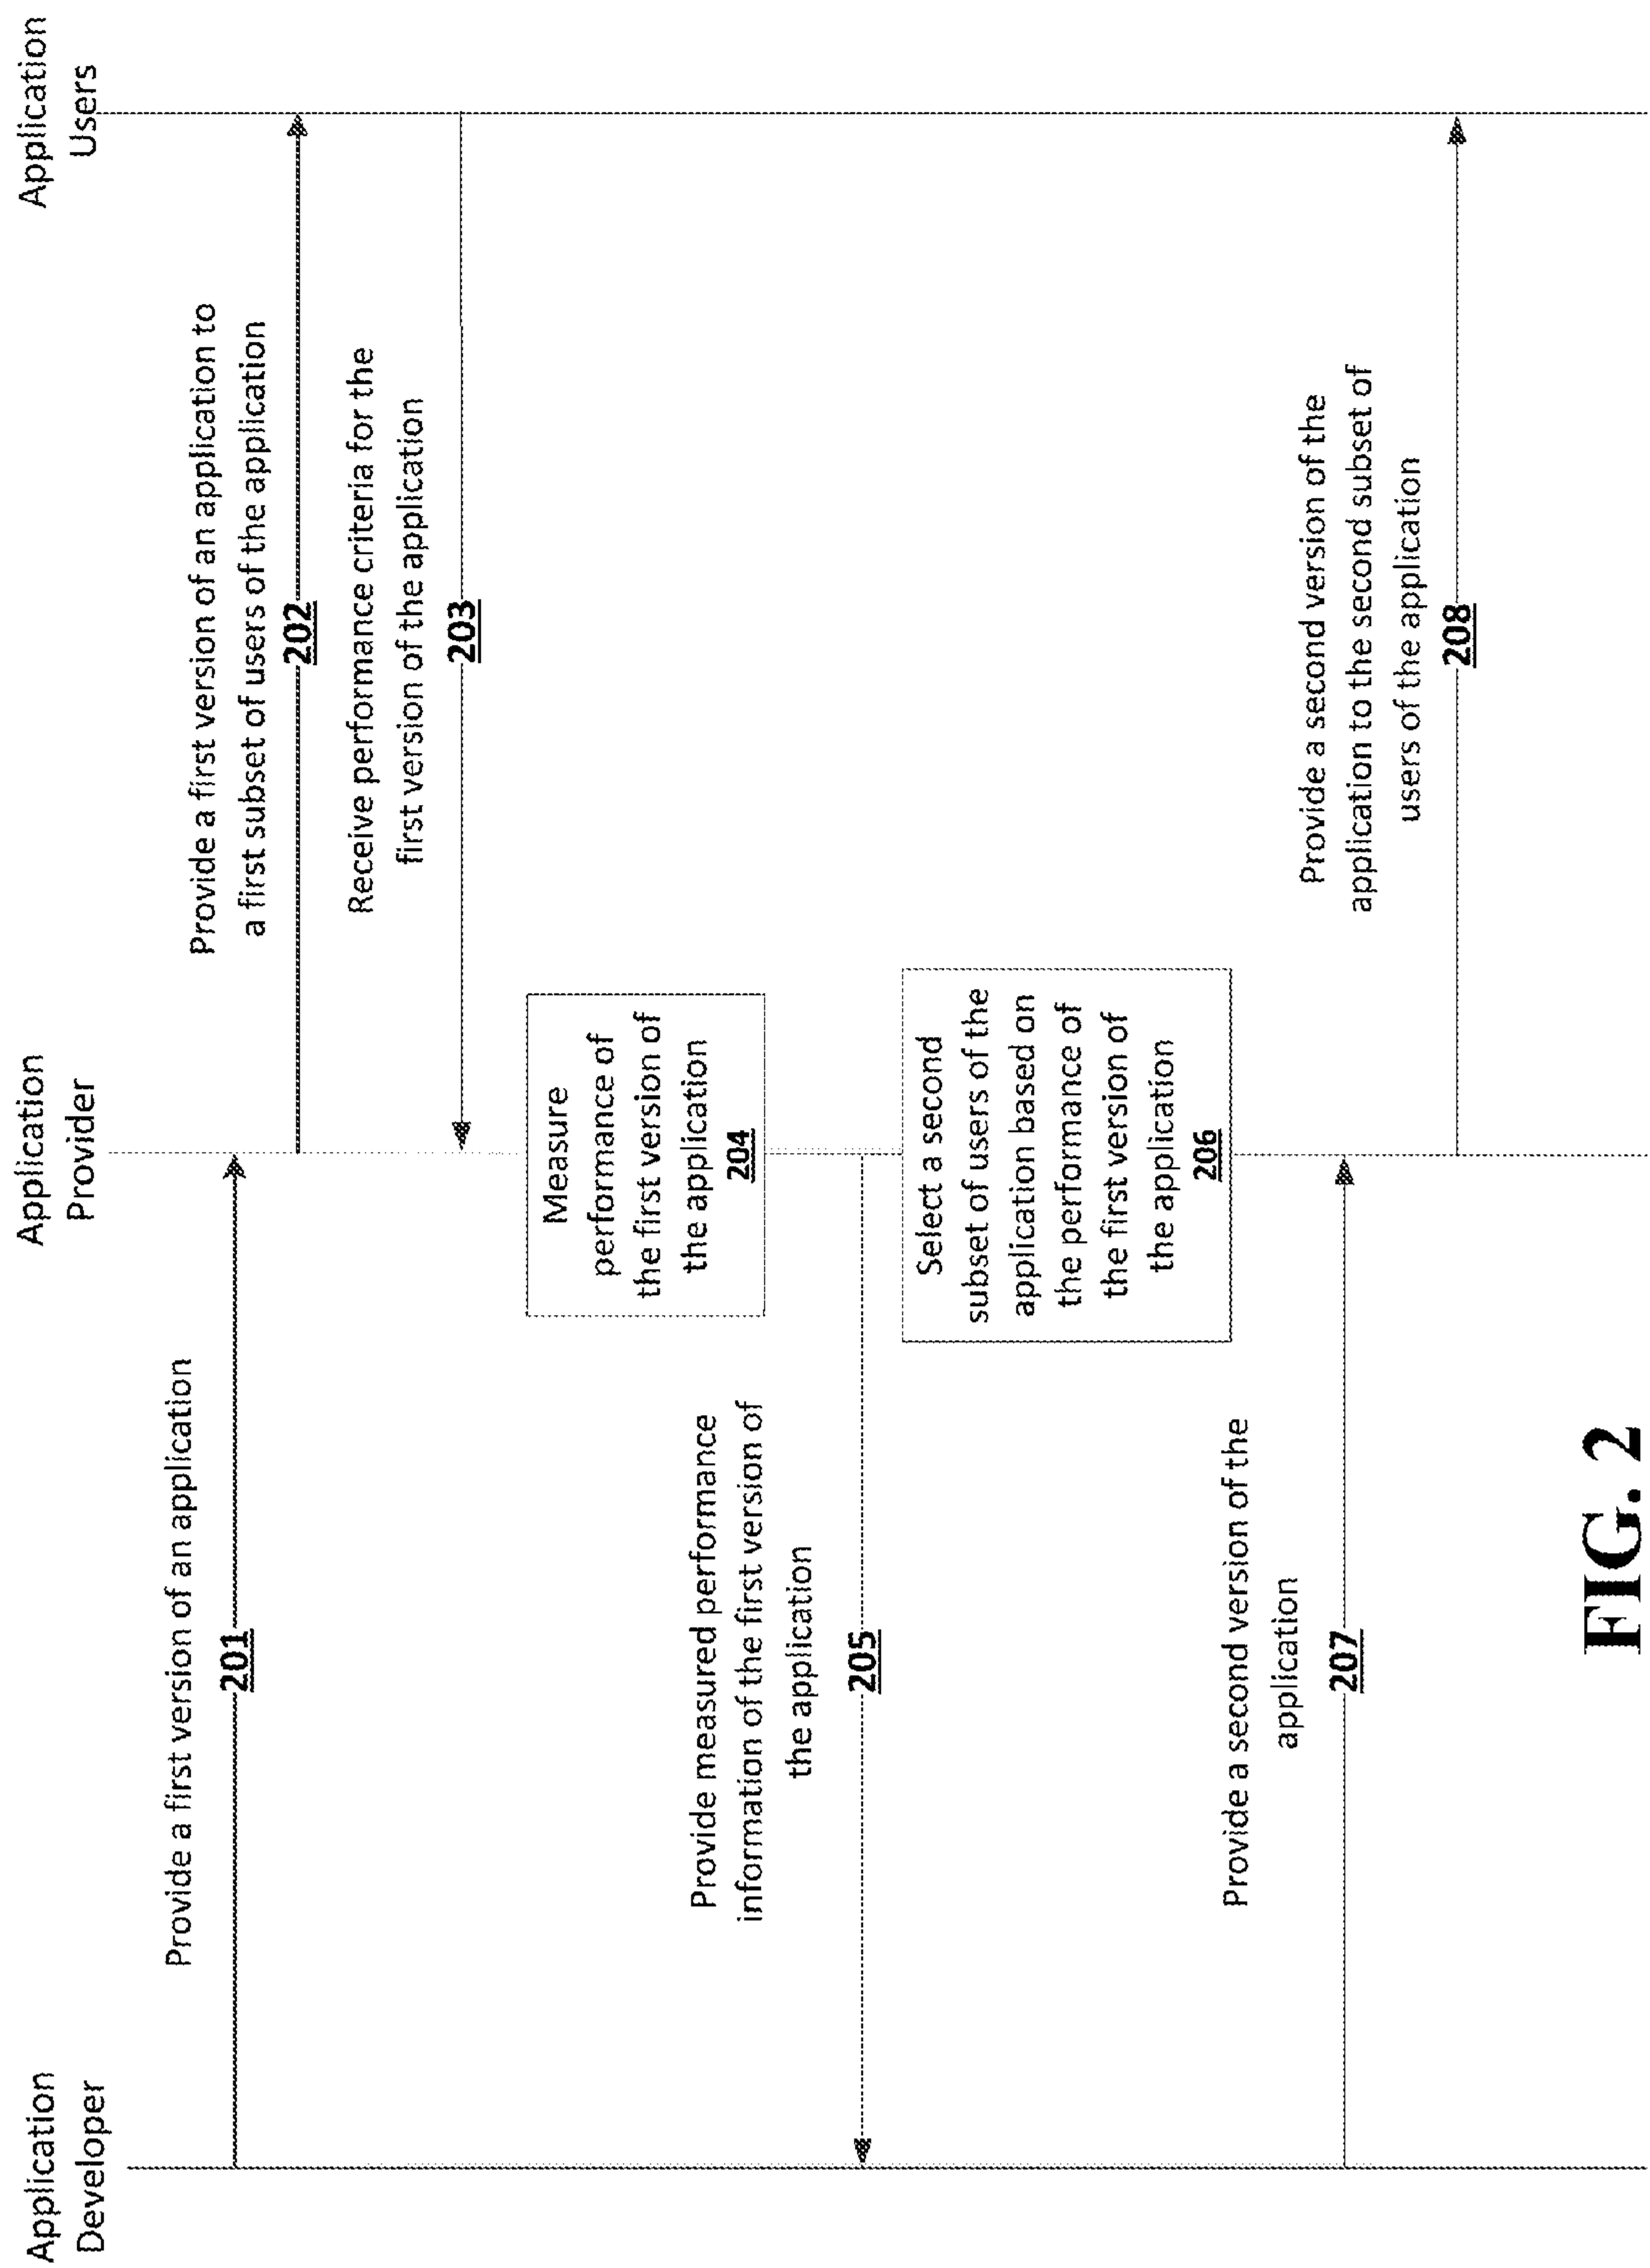 Application
Developer
Application
Provider
Application
Users
Provide a first version of an application
201
Provide a first version of an application to
a first subset of users of the application
202
Receive performance criteria for the
first version of the application
203
Measure
performance of
the first version of
the application
204
Provide measured performance
information of the first version of
the application
205
Select a second
subset of users of the
application based on
the performance of
the first version of
the application
206
Provide a second version of the
application
207
Provide a second version of the
application to the second subset of
users of the application
208
FIG. 2